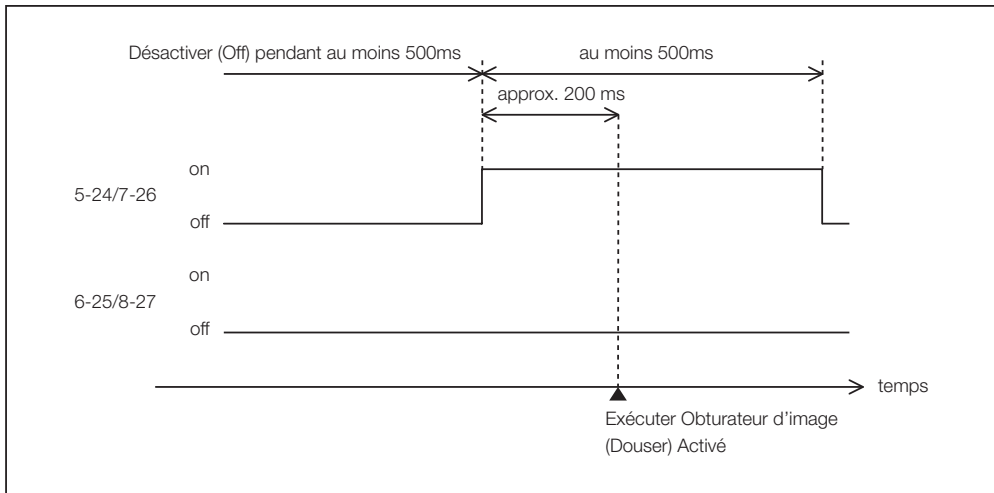 Désactiver (Off) pendant au moins 500ms
au moins 500ms
approx. 200 ms
on
5-24/7-26
off
on
6-25/8-27
off
temps
Exécuter Obturateur d'image
(Douser) Activé